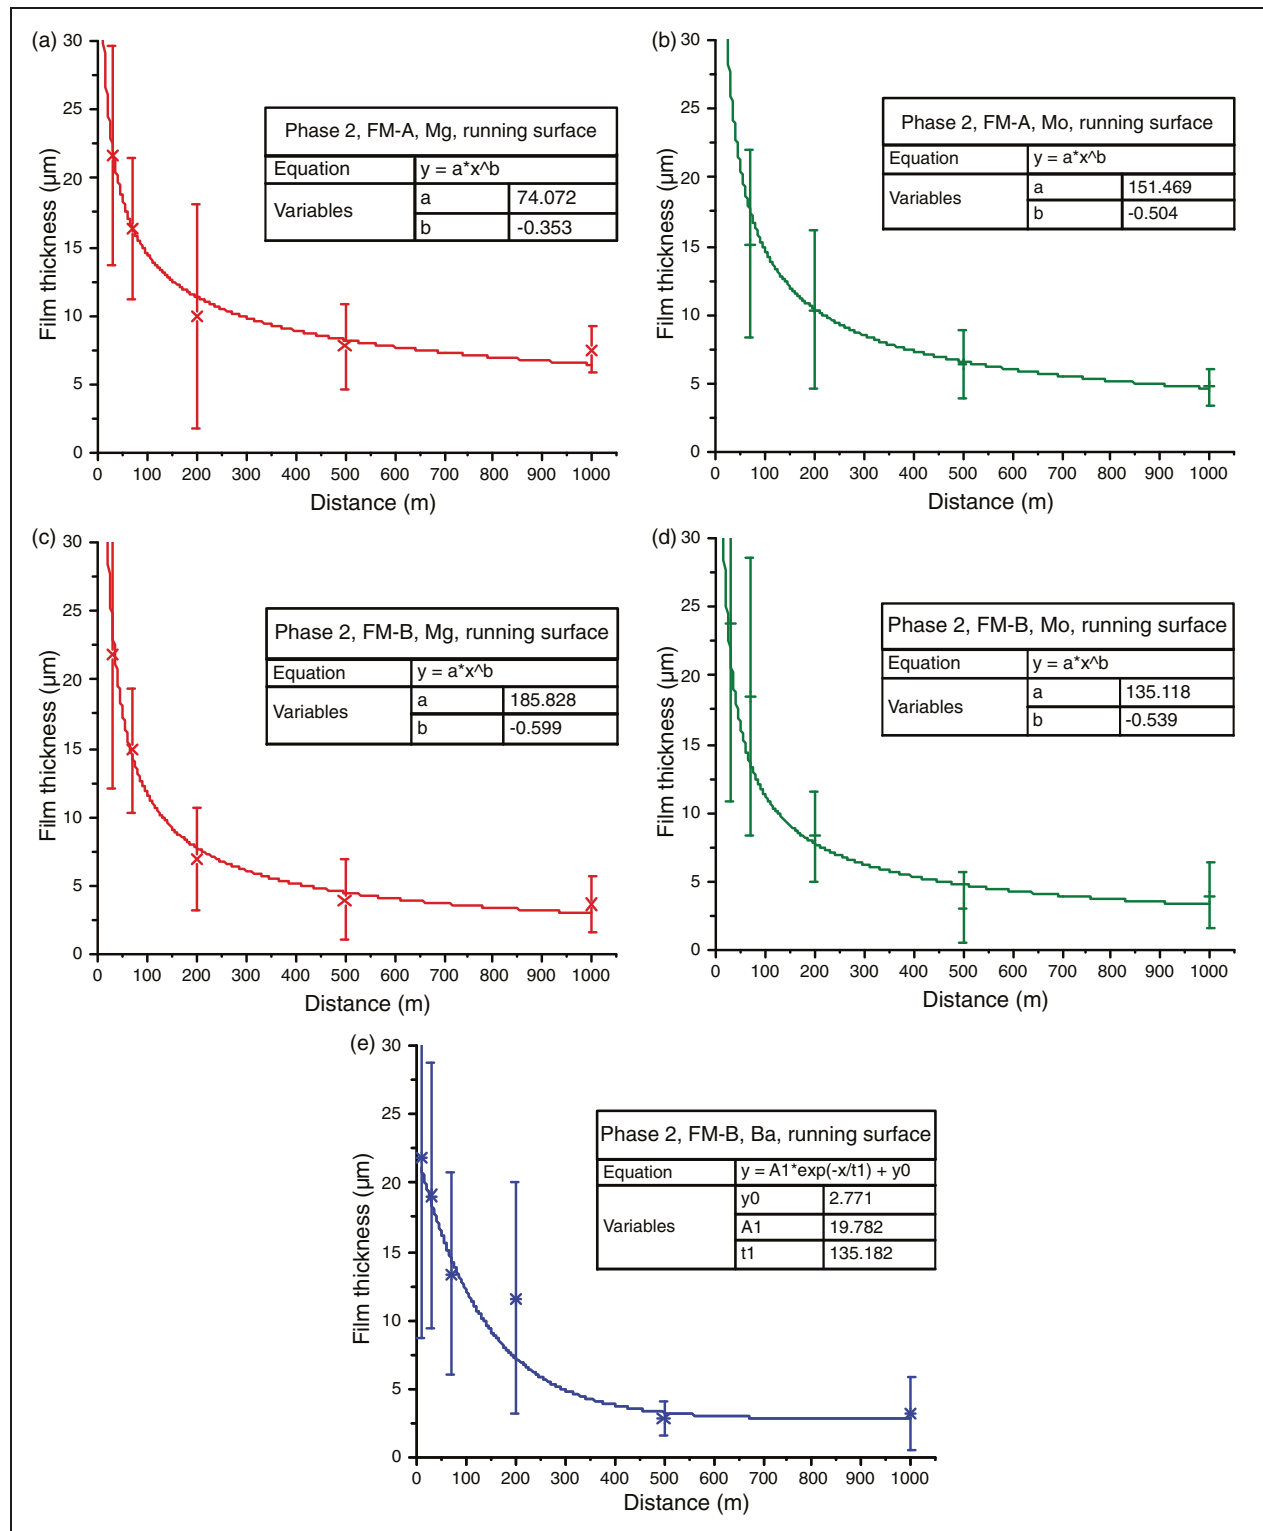 (a)
30
25
20
15
10
5
0
Film thickness (µm)
Phase 2, FM-A, Mg, running surface
Equation y = a*x^b
Variables a 74.072
b -0.353
0 100 200 300 400 500 600 700 800 900 1000
Distance (m)
(b)
30
25
20
15
10
5
0
Film thickness (µm)
Phase 2, FM-A, Mo, running surface
Equation y = a*x^b
Variables a 151.469
b -0.504
0 100 200 300 400 500 600 700 800 900 1000
Distance (m)
(c)
30
25
20
15
10
5
0
Film thickness (µm)
Phase 2, FM-B, Mg, running surface
Equation y = a*x^b
Variables a 185.828
b -0.599
0 100 200 300 400 500 600 700 800 900 1000
Distance (m)
(d)
30
25
20
15
10
5
0
Film thickness (µm)
Phase 2, FM-B, Mo, running surface
Equation y = a*x^b
Variables a 135.118
b -0.539
0 100 200 300 400 500 600 700 800 900 1000
Distance (m)
(e)
30
25
20
15
10
5
0
Film thickness (µm)
Phase 2, FM-B, Ba, running surface
Equation y = A1*exp(-x/t1) + y0
Variables y0 2.771
A1 19.782
t1 135.182
0 100 200 300 400 500 600 700 800 900 1000
Distance (m)